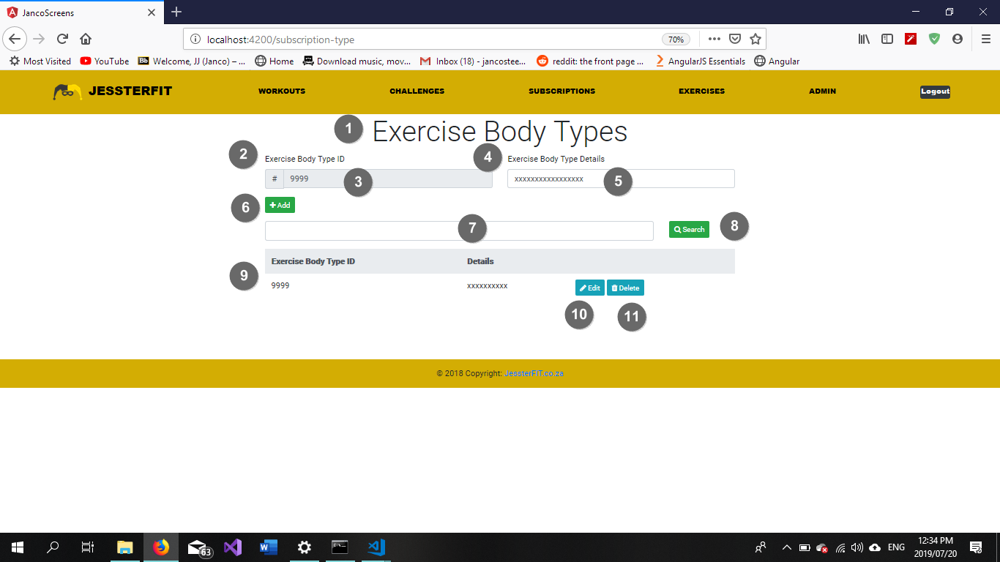 JancoScreens
localhost:4200/subscription-type
70%
Most Visited YouTube Bb Welcome, JJ (Janco) – ... Home Download music, mov... Inbox (18) - jancostee... reddit: the front page ... AngularJS Essentials Angular
JESSTERFIT WORKOUTS CHALLENGES SUBSCRIPTIONS EXERCISES ADMIN Logout
1 Exercise Body Types
2 Exercise Body Type ID 4 Exercise Body Type Details
# 9999 3 xxxxxxxxxxxxxxxxx 5
6 Add
7 Search 8
Exercise Body Type ID Details
9 9999 xxxxxxxxxx Edit Delete
10 11
© 2018 Copyright: JessterFIT.co.za
63 ENG 12:34 PM
2019/07/20